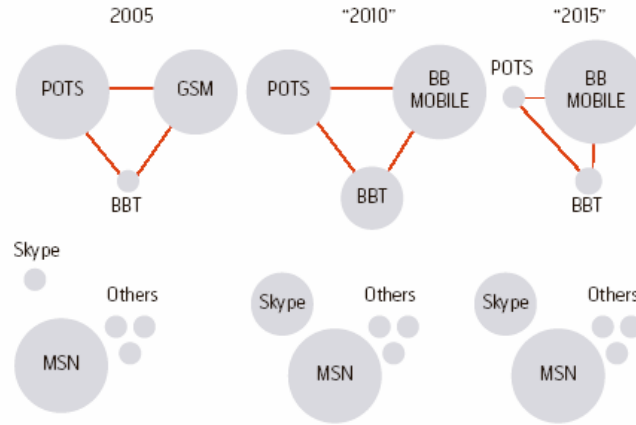 2005
"2010"
"2015"
POTS
GSM
BBT
POTS
BB
MOBILE
BBT
POTS
BB
MOBILE
BBT
Skype
Others
MSN
Skype
Others
MSN
Skype
Others
MSN